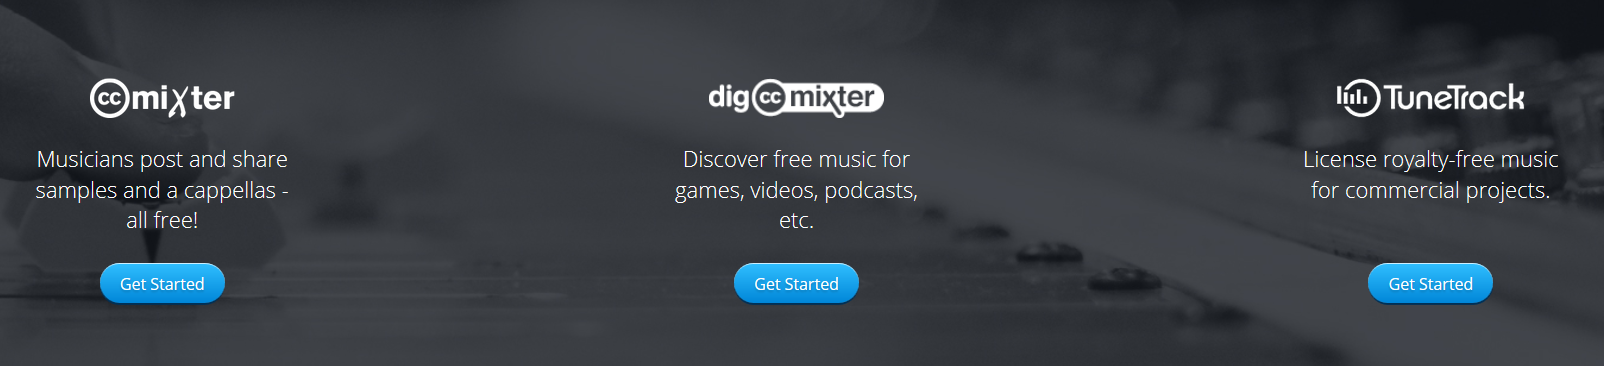 cc mixter
Musicians post and share
samples and a cappellas -
all free!
Get Started
dig cc mixter
Discover free music for
games, videos, podcasts,
etc.
Get Started
TuneTrack
License royalty-free music
for commercial projects.
Get Started